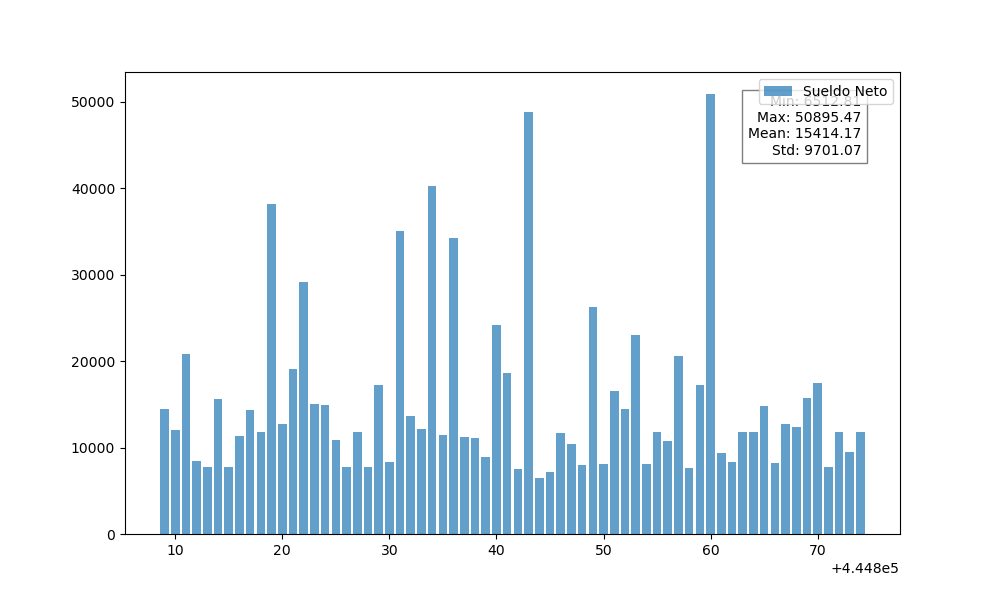 50000
40000
30000
20000
10000
0
10 20 30 40 50 60 70
+4.448e5
Sueldo Neto
Min: 6512.81
Max: 50895.47
Mean: 15414.17
Std: 9701.07